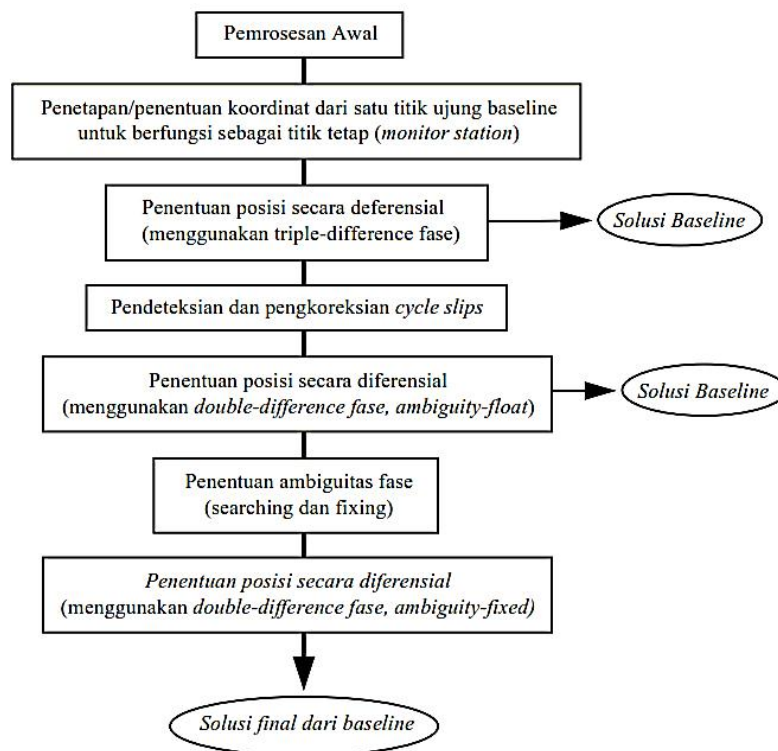 Pemrosesan Awal
Penetapan/penentuan koordinat dari satu titik ujung baseline
untuk berfungsi sebagai titik tetap (monitor station)
Penentuan posisi secara deferensial
(menggunakan triple-difference fase)
Solusi Baseline
Pendeteksian dan pengkoreksian cycle slips
Penentuan posisi secara diferensial
(menggunakan double-difference fase, ambiguity-float)
Solusi Baseline
Penentuan ambiguitas fase
(searching dan fixing)
Penentuan posisi secara diferensial
(menggunakan double-difference fase, ambiguity-fixed)
Solusi final dari baseline